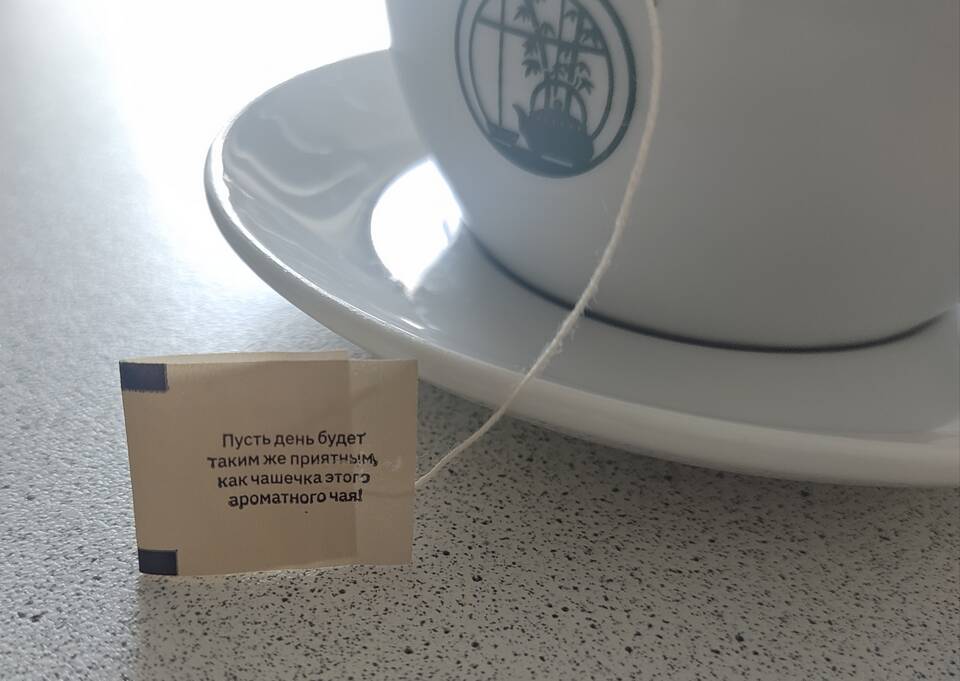 Пусть день будет
таким же приятным,
как чашечка этого
ароматного чая!